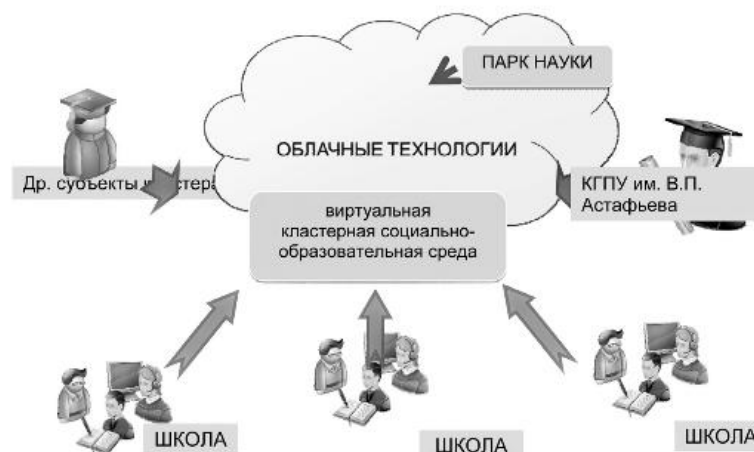 ПАРК НАУКИ
ОБЛАЧНЫЕ ТЕХНОЛОГИИ
Др. субъекты
КГПУ им. В.П.
Астафьева
виртуальная
кластерная социально-
образовательная среда
ШКОЛА
ШКОЛА
ШКОЛА